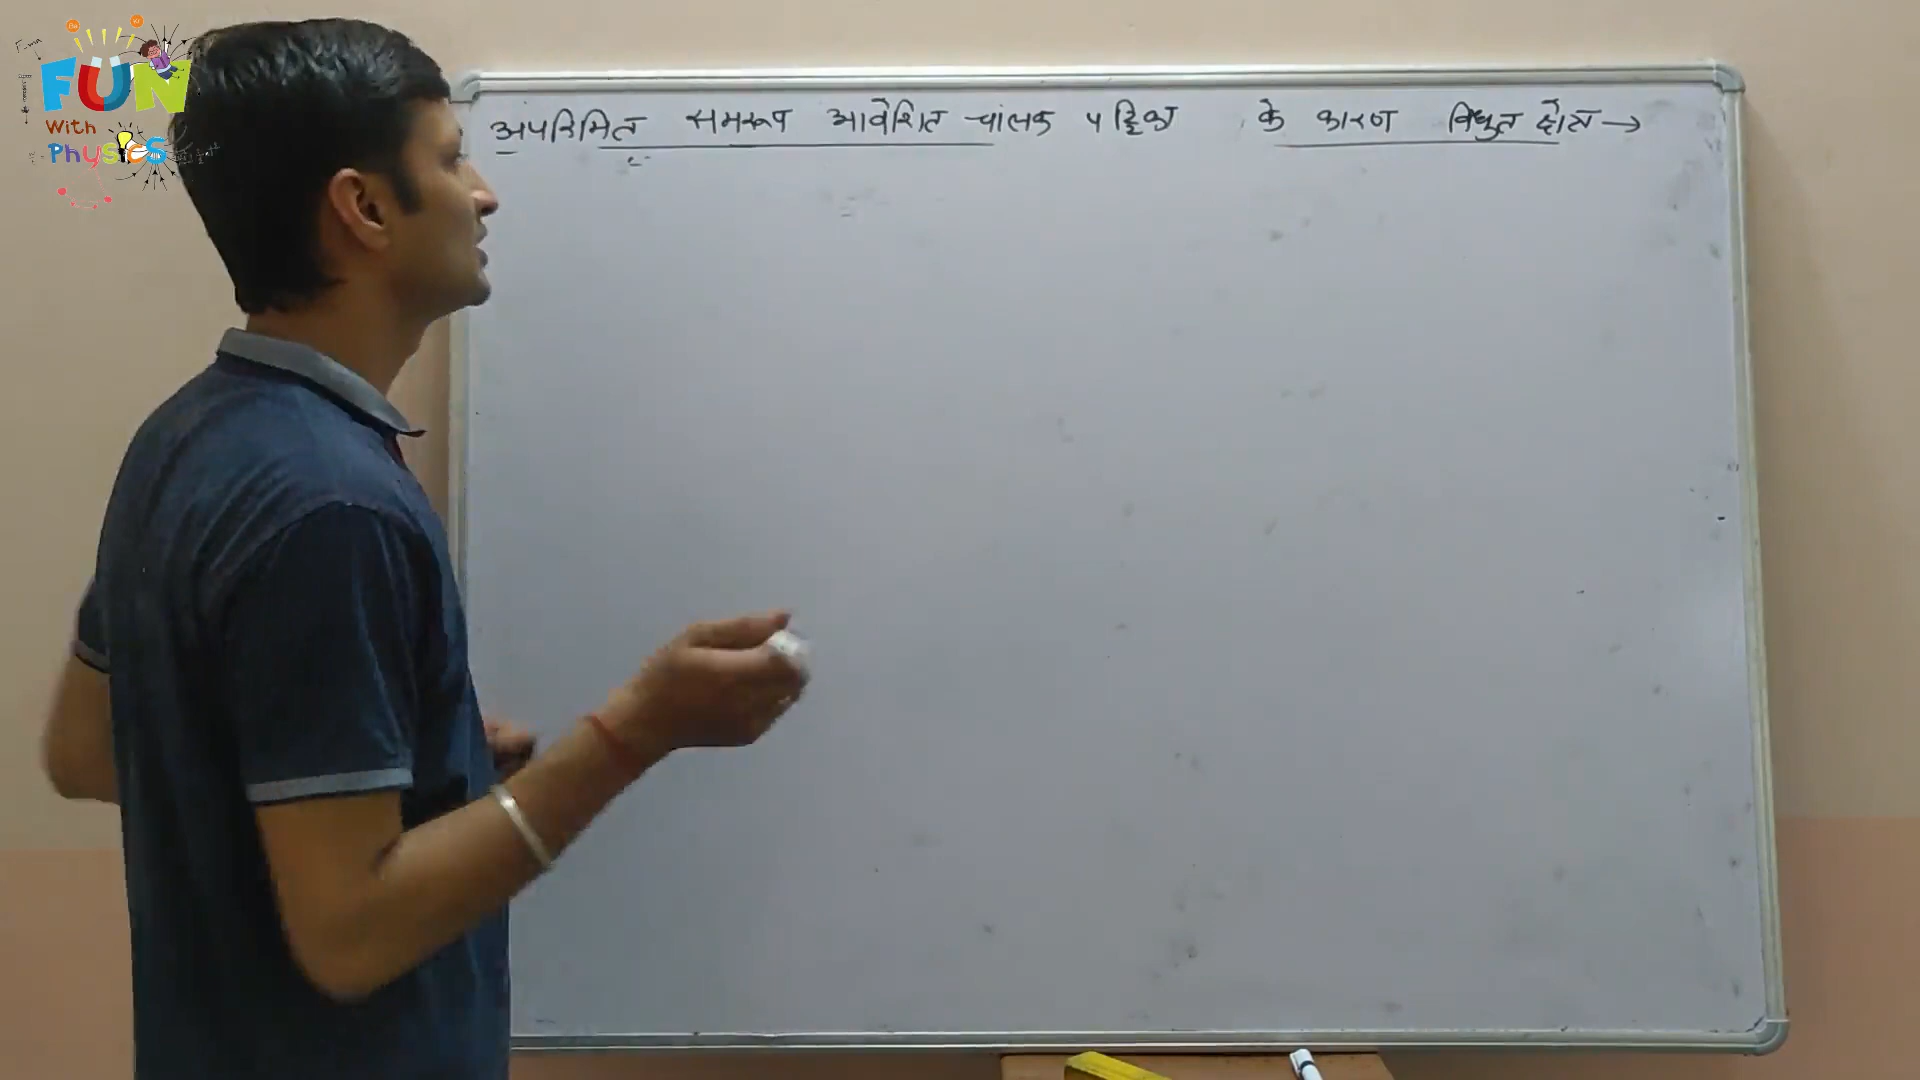 FUN
With
Physics
अपरिमित समरूप आवेशित चालक पट्टिका के कारण विधुत क्षेत्र →